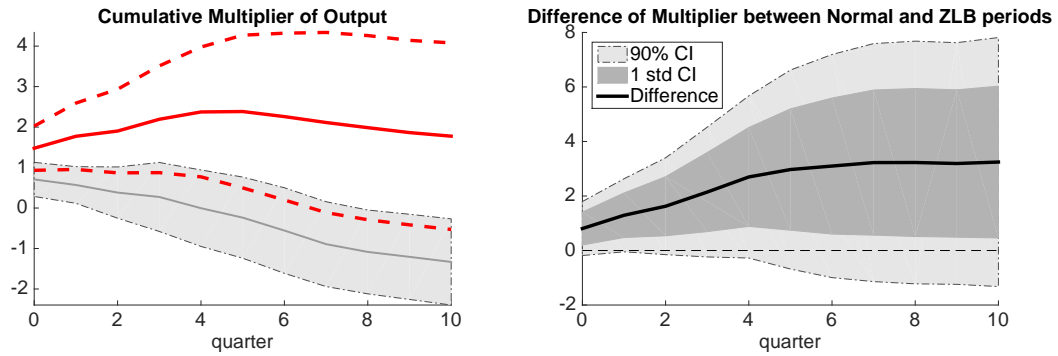 Cumulative Multiplier of Output
4
3
2
1
0
-1
-2
0 2 4 6 8 10
quarter
Difference of Multiplier between Normal and ZLB periods
8
6
4
2
0
-2
90% CI
1 std CI
Difference
0 2 4 6 8 10
quarter